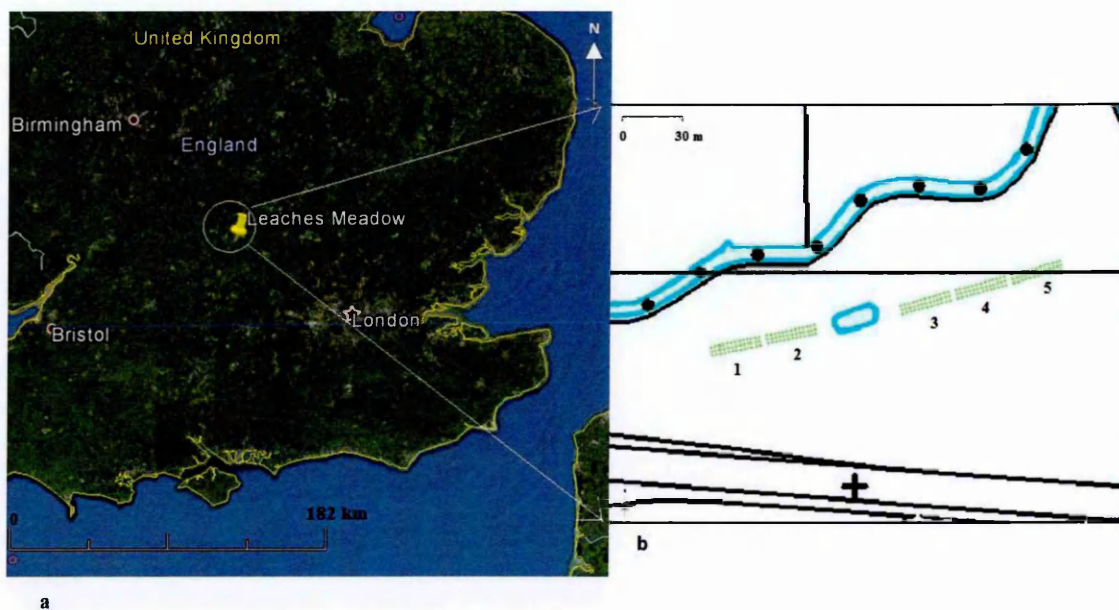 United Kingdom
N
Birmingham
England
Leaches Meadow
London
Bristol
0
182 km
a
0 30 m
1
2
3
4
5
b